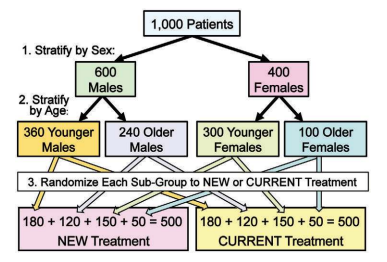 1,000 Patients
1. Stratify by Sex:
600
Males
400
Females
2. Stratify
by Age:
360 Younger
Males
240 Older
Males
300 Younger
Females
100 Older
Females
3. Randomize Each Sub-Group to NEW or CURRENT Treatment
180 + 120 + 150 + 50 = 500
NEW Treatment
180 + 120 + 150 + 50 = 500
CURRENT Treatment